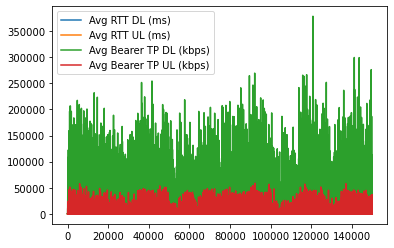 Avg RTT DL (ms)
Avg RTT UL (ms)
Avg Bearer TP DL (kbps)
Avg Bearer TP UL (kbps)
350000
300000
250000
200000
150000
100000
50000
0
0 20000 40000 60000 80000 100000 120000 140000